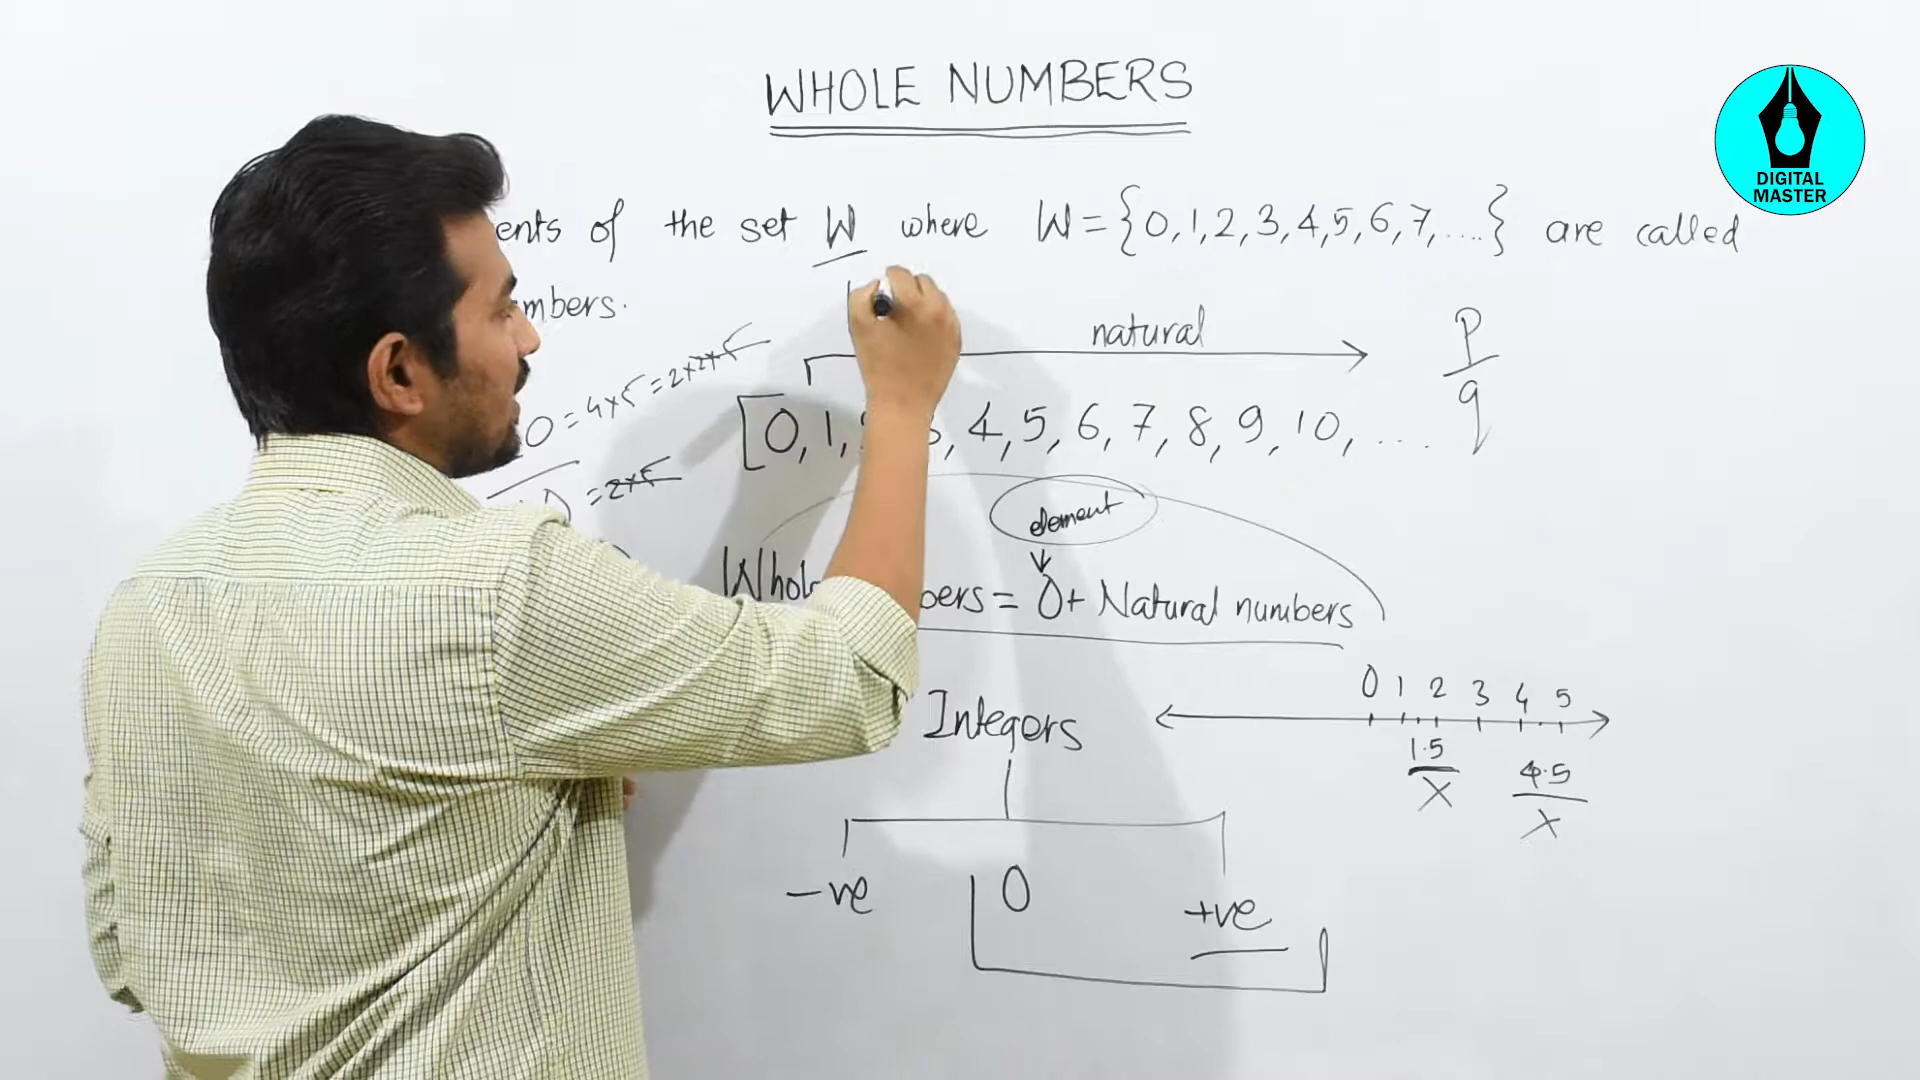 WHOLE NUMBERS
DIGITAL
MASTER
ents of the set W where W = {0, 1, 2, 3, 4, 5, 6, 7, ....} are called
mbers.
natural
P
q
0 = 4 x 5 = 2 x 2 x 5
[0, 1, 4, 5, 6, 7, 8, 9, 10, ....
= 2 x 5
element
Whole bers = 0 + Natural numbers
0 1 2 3 4 5
Integers
1.5
4.5
X
X
-ve 0 +ve